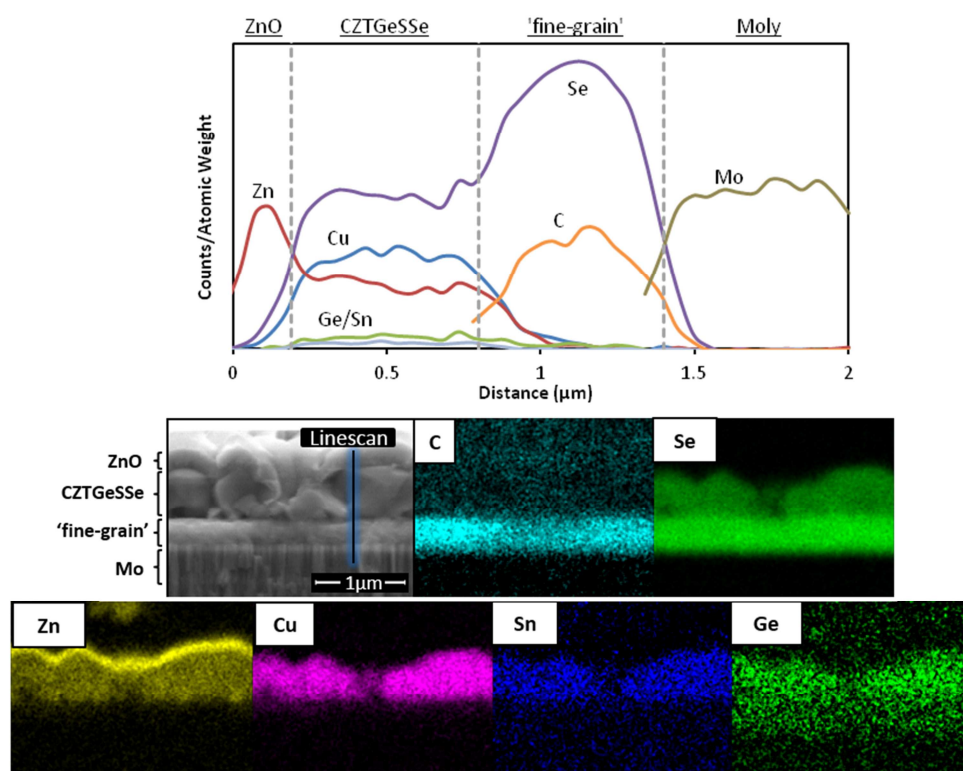 ZnO CZTGeSSe 'fine-grain' Moly
Counts/Atomic Weight
Se
Zn
Mo
C
Cu
Ge/Sn
0 0.5 1 1.5 2
Distance (μm)
ZnO
CZTGeSSe
‘fine-grain’
Mo
Linescan
1μm
C
Se
Zn
Cu
Sn
Ge